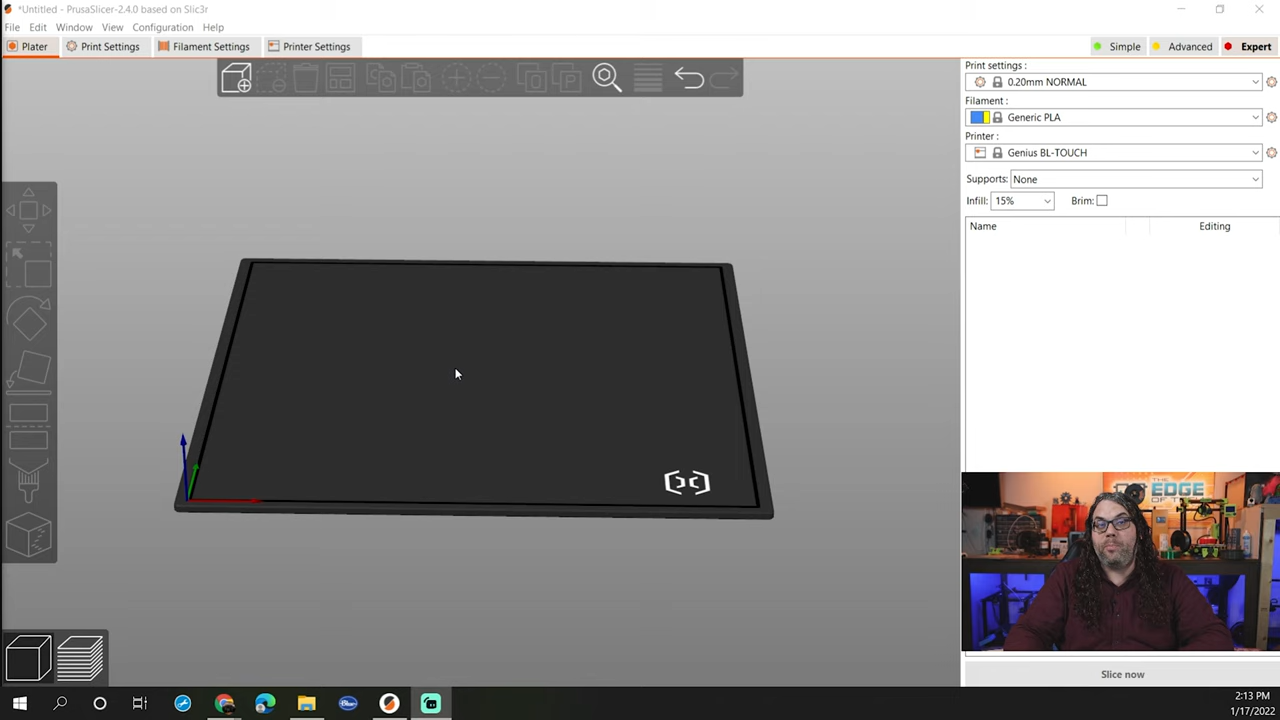 *Untitled - PrusaSlicer-2.4.0 based on Slic3r
File Edit Window View Configuration Help
Plater Print Settings Filament Settings Printer Settings Simple Advanced Expert
Print settings :
0.20mm NORMAL
Filament :
Generic PLA
Printer :
Genius BL-TOUCH
Supports: None
Infill: 15% Brim:
Name Editing
THE
EDGE
Slice now
2:13 PM
1/17/2022